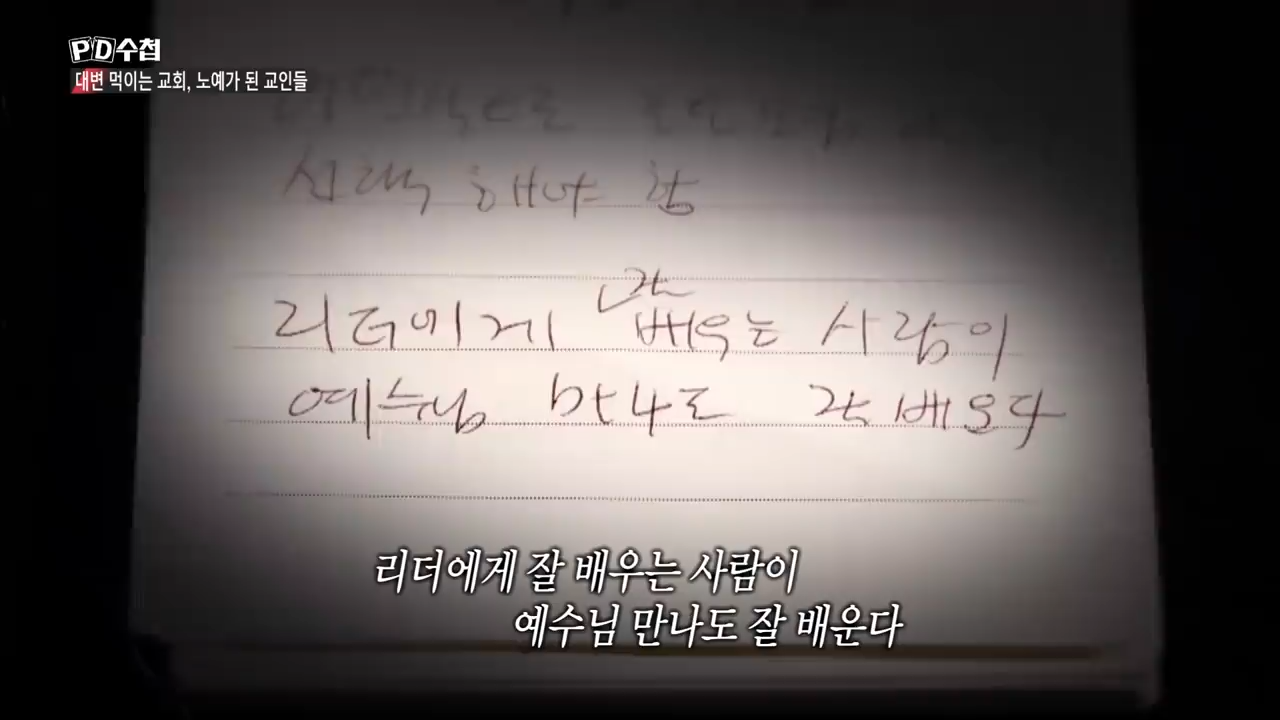 PD수첩
대변 먹이는 교회, 노예가 된 교인들
선택 해야 함
잘
리더에게 배우는 사람이
예수님 만나도 잘 배운다
리더에게 잘 배우는 사람이
예수님 만나도 잘 배운다